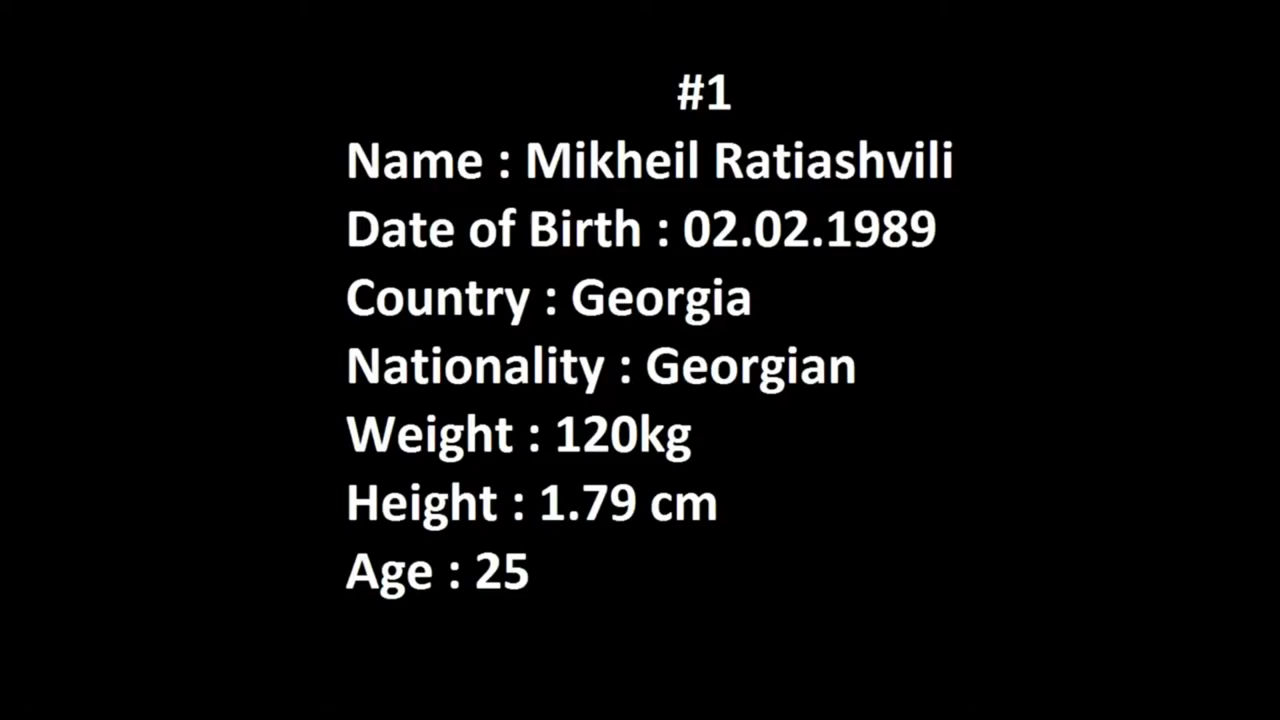 #1
Name : Mikheil Ratiashvili
Date of Birth : 02.02.1989
Country : Georgia
Nationality : Georgian
Weight : 120kg
Height : 1.79 cm
Age : 25